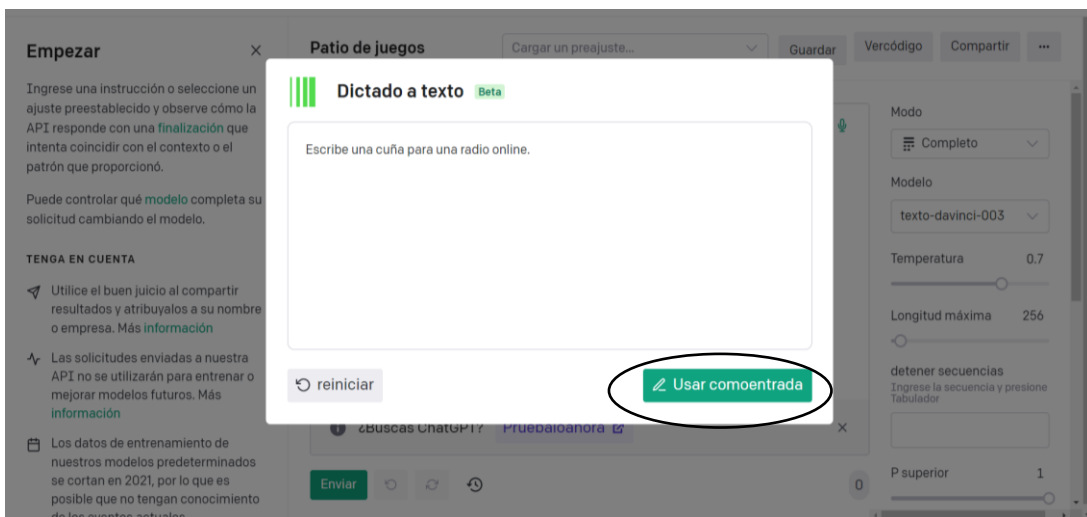 Empezar
Ingrese una instrucción o seleccione un
ajuste preestablecido y observe cómo la
API responde con una finalización que
intenta coincidir con el contexto o el
patrón que proporcionó.
Puede controlar qué modelo completa su
solicitud cambiando el modelo.
TENGA EN CUENTA
Utilice el buen juicio al compartir
resultados y atribuyalos a su nombre
o empresa. Más información
Las solicitudes enviadas a nuestra
API no se utilizarán para entrenar o
mejorar modelos futuros. Más
información
Los datos de entrenamiento de
nuestros modelos predeterminados
se cortan en 2021, por lo que es
posible que no tengan conocimiento
de los eventos actuales
Patio de juegos
Cargar un preajuste...
Guardar
Vercódigo
Compartir
...
Dictado a texto Beta
Escribe una cuña para una radio online.
reiniciar
Usar comoentrada
¿Buscas ChatGPT? Pruébaloahora
Enviar
0
Modo
Completo
Modelo
texto-davinci-003
Temperatura 0.7
Longitud máxima 256
detener secuencias
Ingrese la secuencia y presione
Tabulador
P superior 1